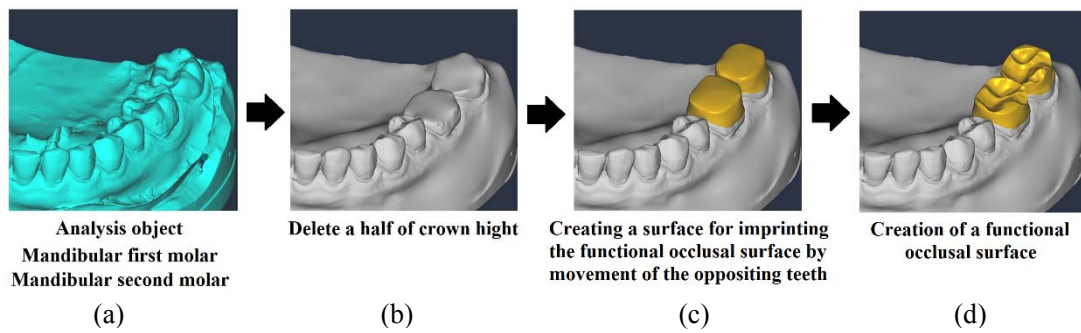 Analysis object
Mandibular first molar
Mandibular second molar
(a)
Delete a half of crown hight
(b)
Creating a surface for imprinting
the functional occlusal surface by
movement of the oppositing teeth
(c)
Creation of a functional
occlusal surface
(d)